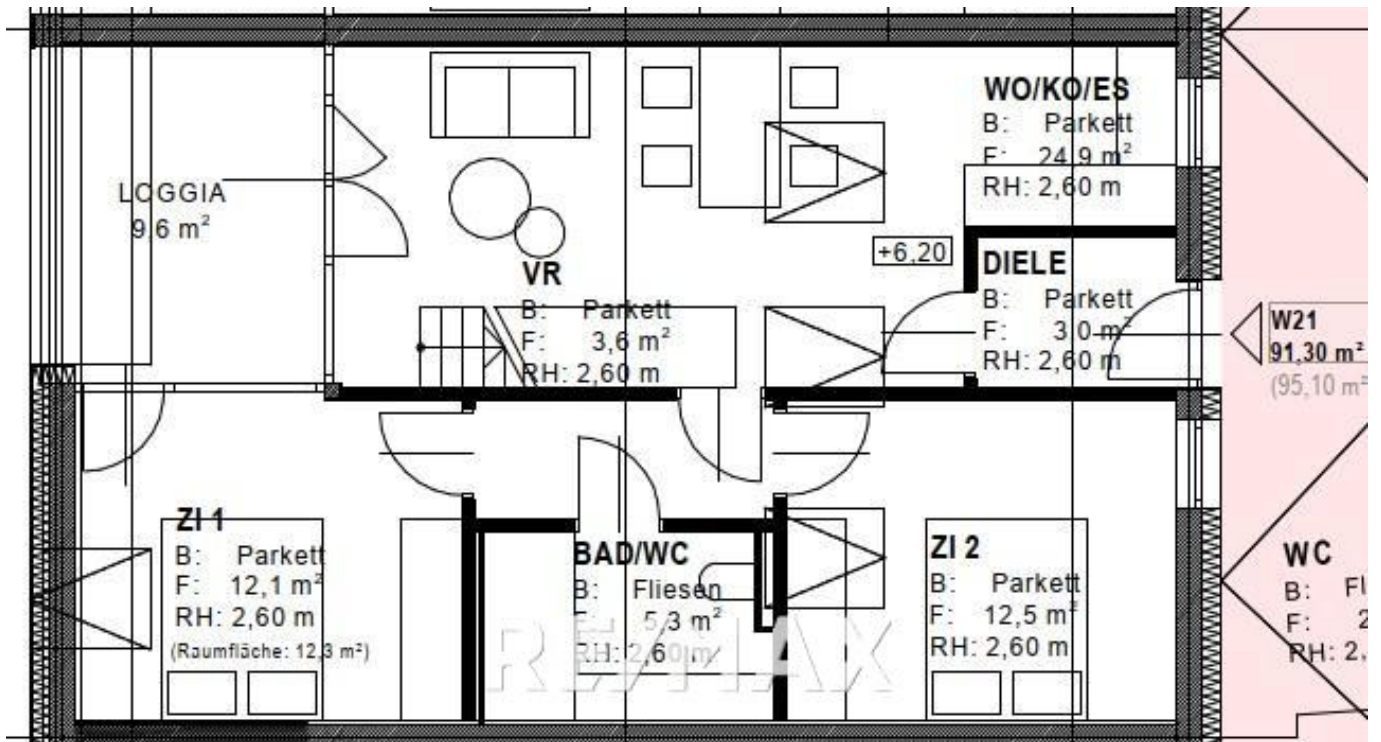 WO/KO/ES
B: Parkett
F: 24,9 m²
RH: 2,60 m
LOGGIA
9,6 m²
+6,20
DIELE
B: Parkett
F: 3,0 m²
RH: 2,60 m
VR
B: Parkett
F: 3,6 m²
RH: 2,60 m
W21
91,30 m²
(95,10 m²
ZI 1
B: Parkett
F: 12,1 m²
RH: 2,60 m
(Raumfläche: 12,3 m²)
BAD/WC
B: Fliesen
F: 5,3 m²
RH: 2,60 m
RE/MAX
ZI 2
B: Parkett
F: 12,5 m²
RH: 2,60 m
WC
B: Fl
F: 2
RH: 2,